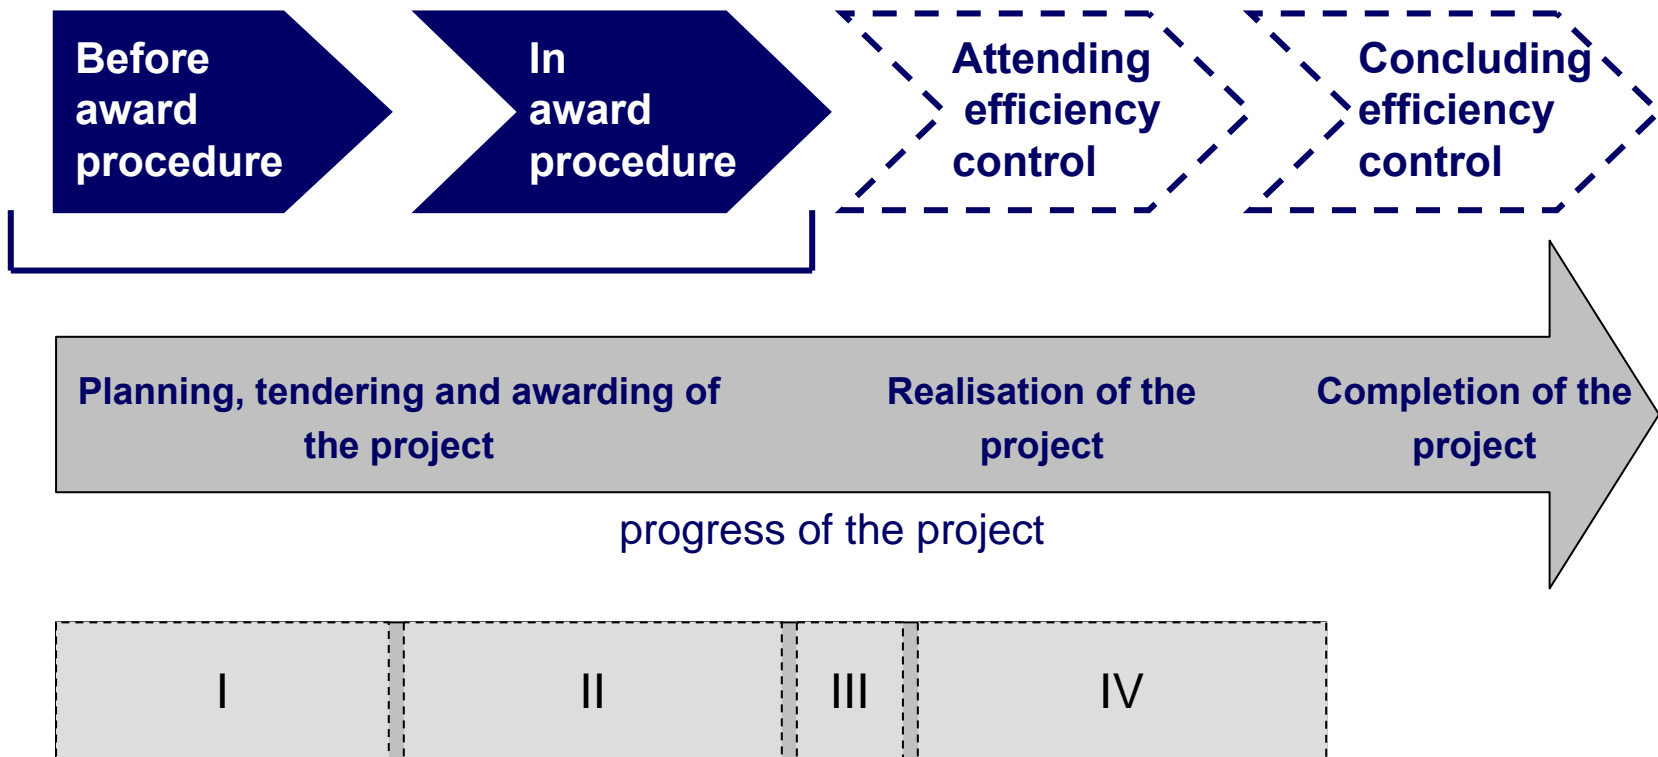 Before
award
procedure
In
award
procedure
Attending
efficiency
control
Concluding
efficiency
control
Planning, tendering and awarding of
the project
Realisation of the
project
Completion of the
project
progress of the project
I
II
III
IV